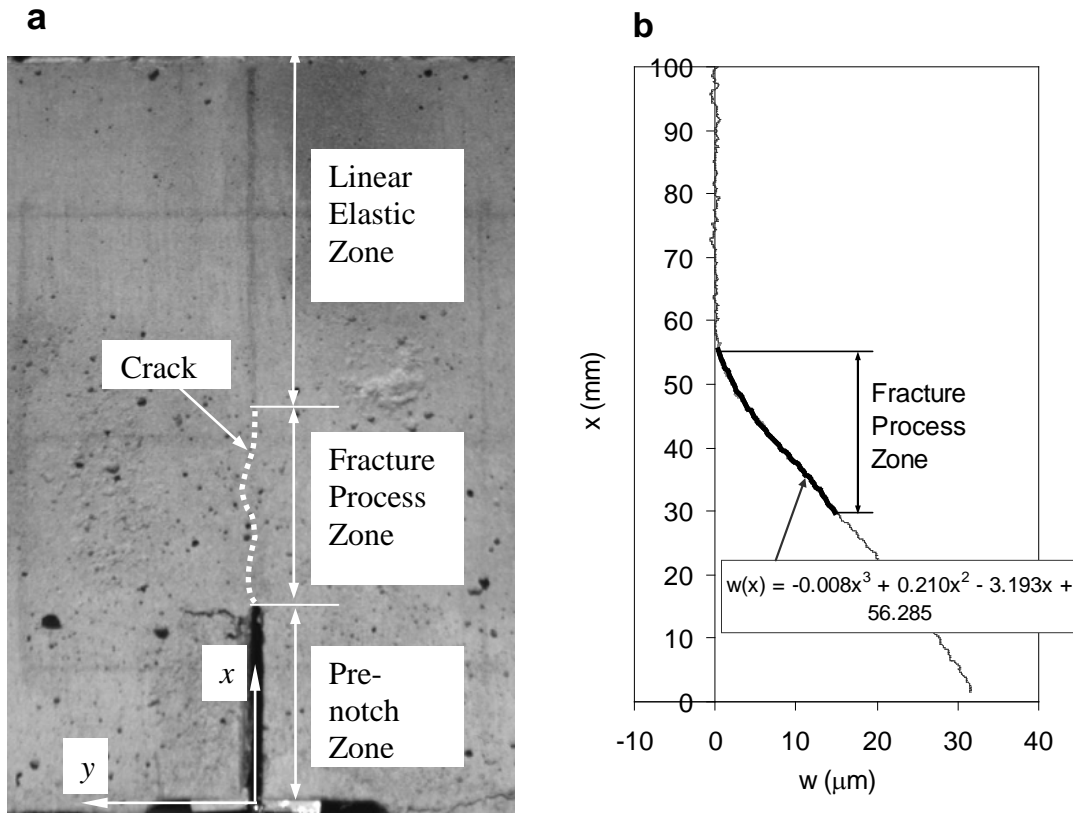 a
Linear
Elastic
Zone
Crack
Fracture
Process
Zone
x
Pre-
notch
Zone
y
b
100
90
80
70
60
50
40
30
20
10
0
x (mm)
Fracture
Process
Zone
w(x) = -0.008x³ + 0.210x² - 3.193x +
56.285
-10 0 10 20 30 40
w (μm)